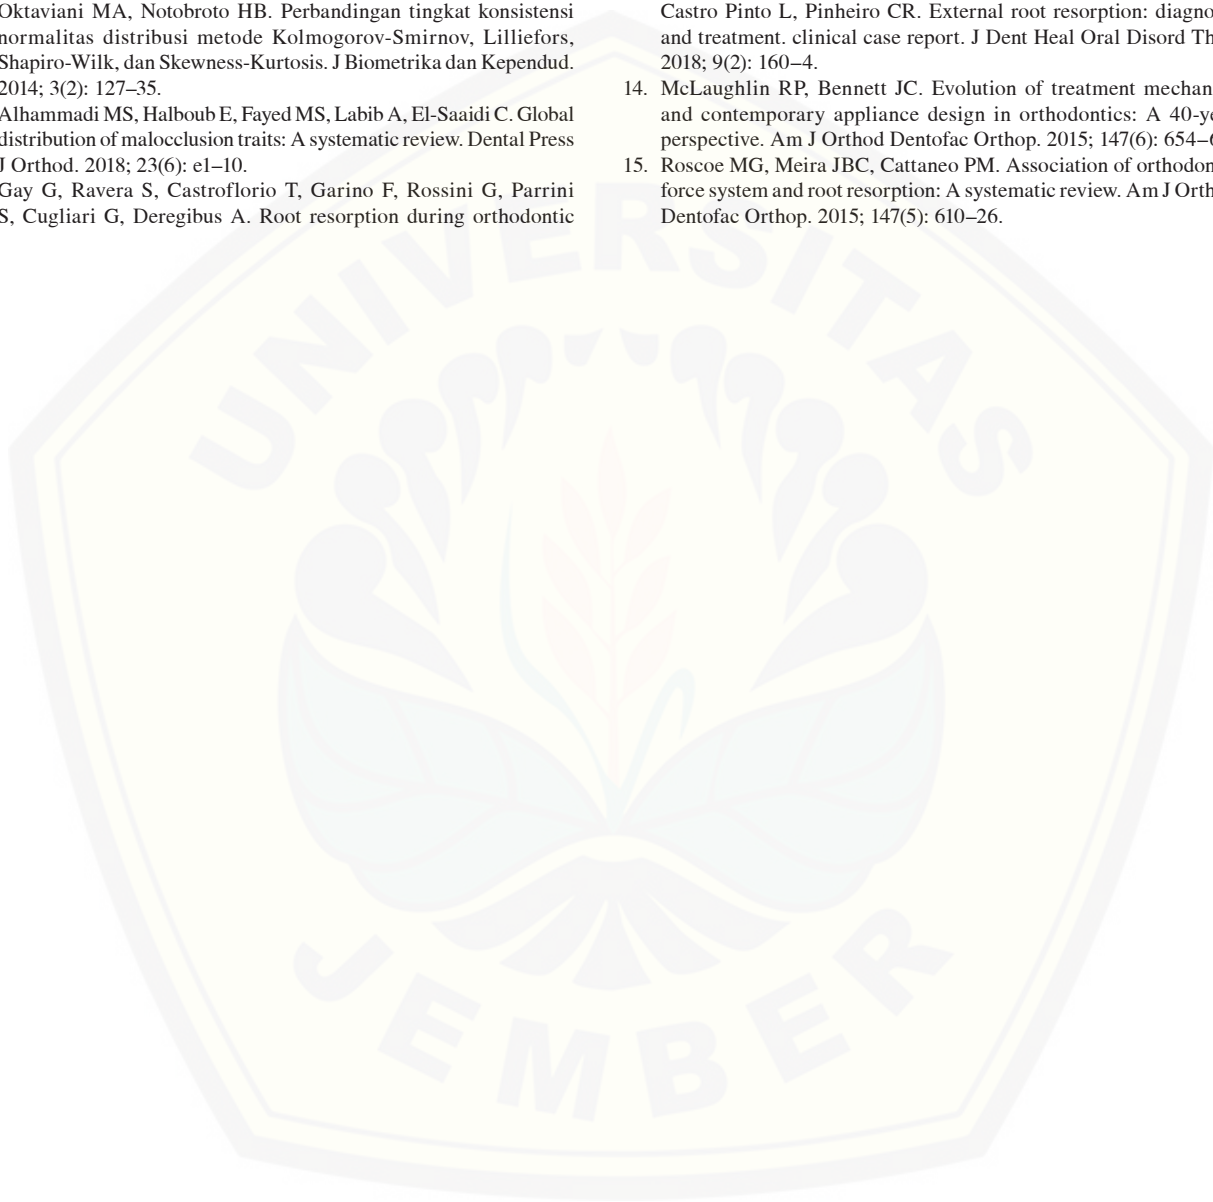 Oktaviani MA, Notobroto HB. Perbandingan tingkat konsistensi
normalitas distribusi metode Kolmogorov-Smirnov, Lilliefors,
Shapiro-Wilk, dan Skewness-Kurtosis. J Biometrika dan Kependud.
2014; 3(2): 127–35.
Alhammadi MS, Halboub E, Fayed MS, Labib A, El-Saaidi C. Global
distribution of malocclusion traits: A systematic review. Dental Press
J Orthod. 2018; 23(6): e1–10.
Gay G, Ravera S, Castroflorio T, Garino F, Rossini G, Parrini
S, Cugliari G, Deregibus A. Root resorption during orthodontic
Castro Pinto L, Pinheiro CR. External root resorption: diagno
and treatment. clinical case report. J Dent Heal Oral Disord Th
2018; 9(2): 160–4.
14. McLaughlin RP, Bennett JC. Evolution of treatment mechan
and contemporary appliance design in orthodontics: A 40-ye
perspective. Am J Orthod Dentofac Orthop. 2015; 147(6): 654–6
15. Roscoe MG, Meira JBC, Cattaneo PM. Association of orthodon
force system and root resorption: A systematic review. Am J Orth
Dentofac Orthop. 2015; 147(5): 610–26.
UNIVERSITAS
JEMBER